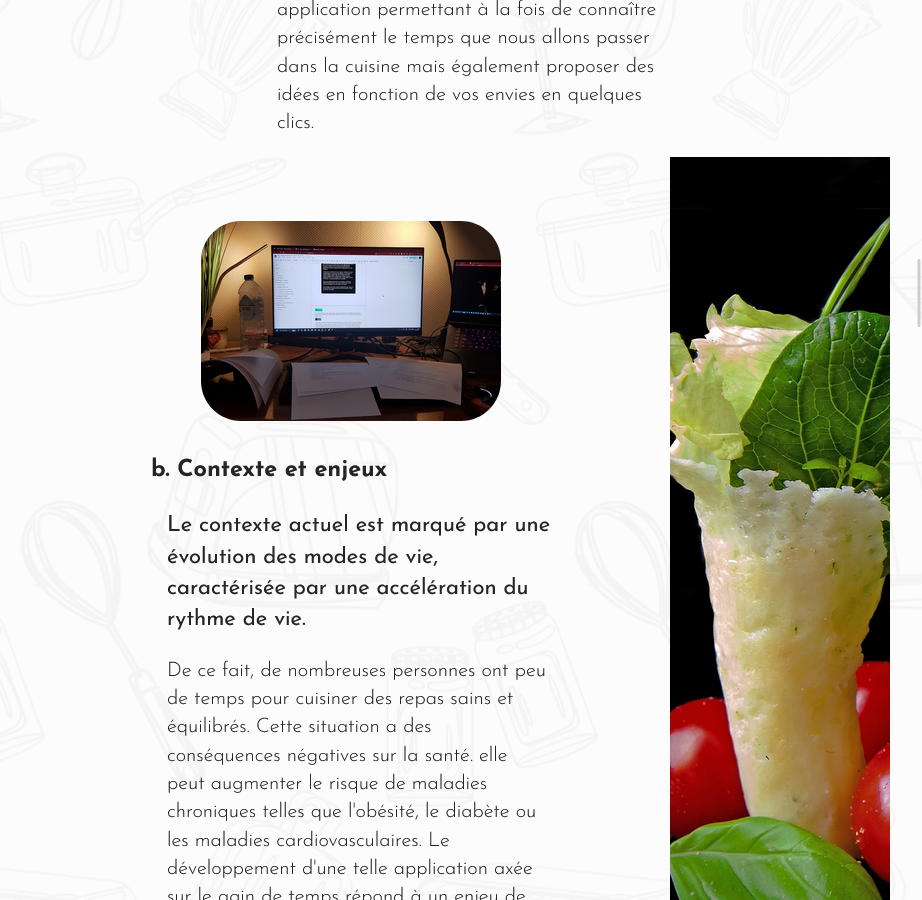 application permettant à la fois de connaître
précisément le temps que nous allons passer
dans la cuisine mais également proposer des
idées en fonction de vos envies en quelques
clics.
b. Contexte et enjeux
Le contexte actuel est marqué par une
évolution des modes de vie,
caractérisée par une accélération du
rythme de vie.
De ce fait, de nombreuses personnes ont peu
de temps pour cuisiner des repas sains et
équilibrés. Cette situation a des
conséquences négatives sur la santé. elle
peut augmenter le risque de maladies
chroniques telles que l'obésité, le diabète ou
les maladies cardiovasculaires. Le
développement d'une telle application axée
sur le gain de temps répond à un enjeu de